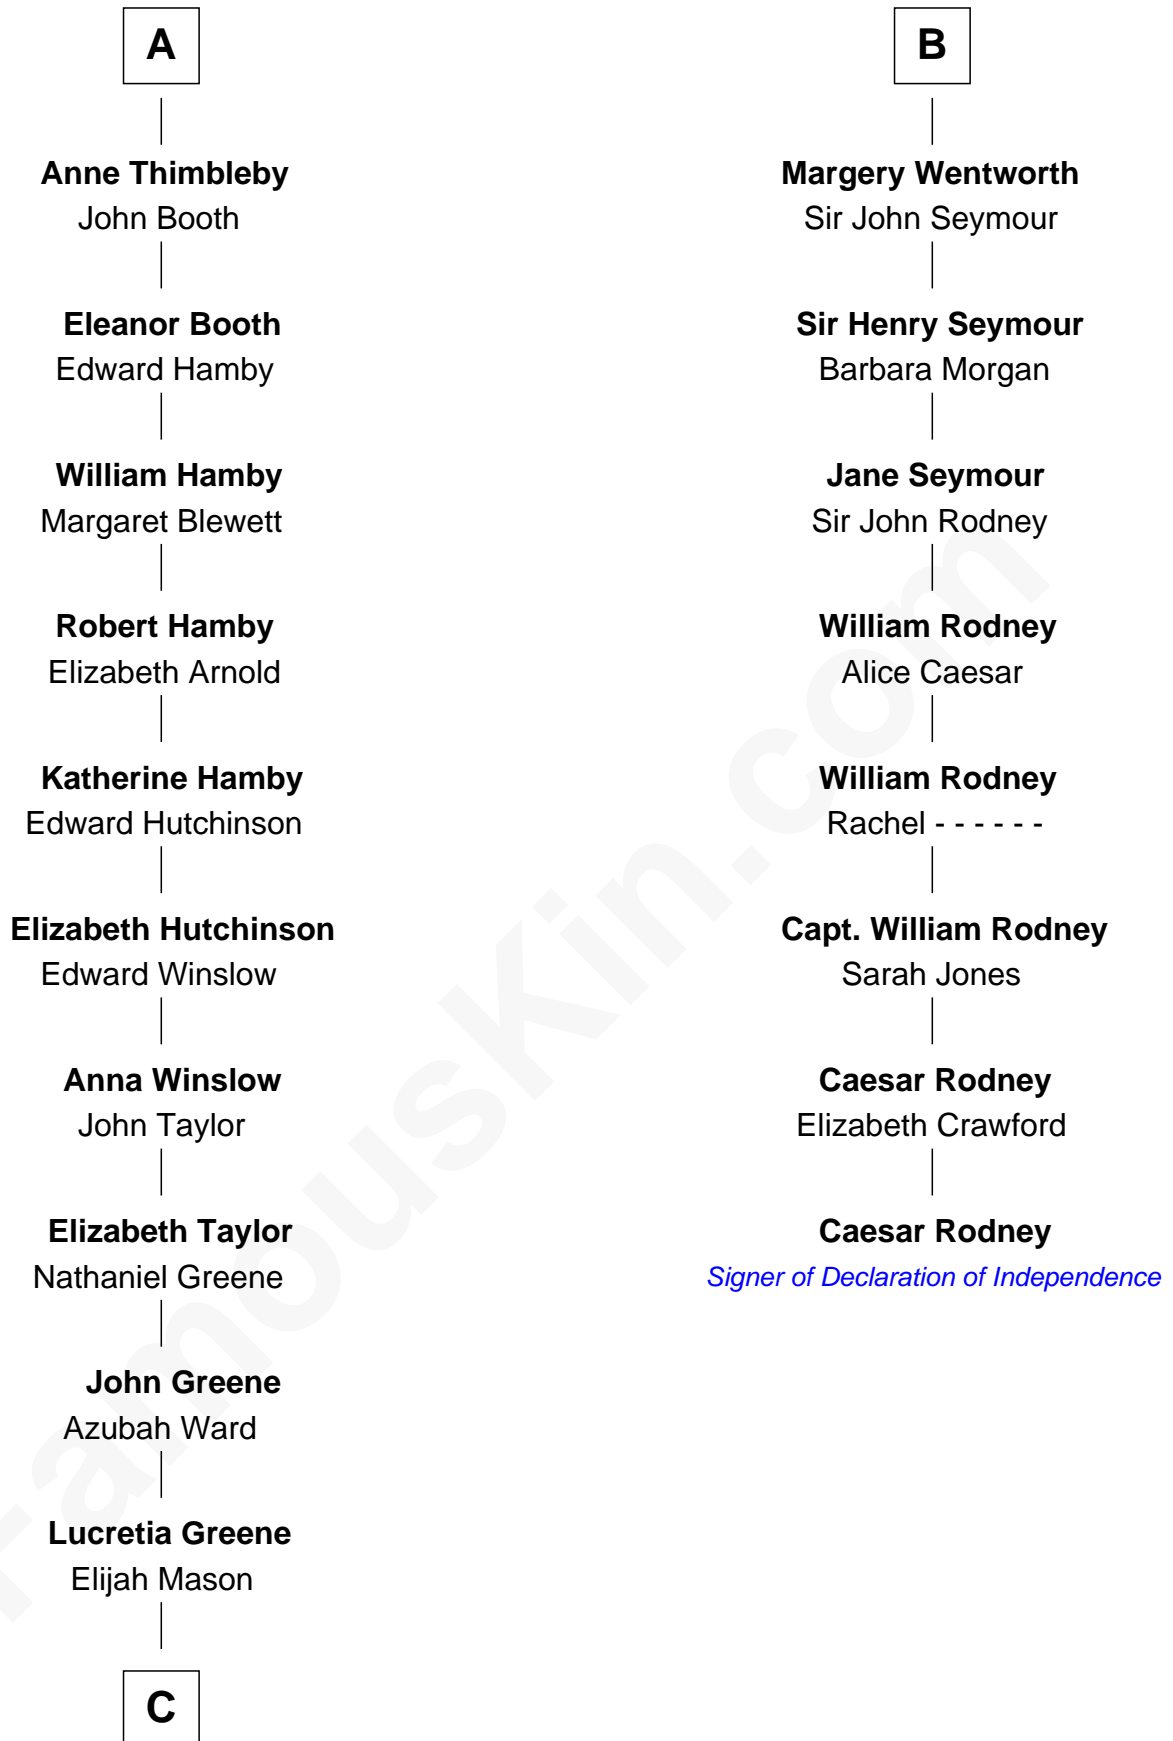 A
Anne Thimbleby
John Booth
Eleanor Booth
Edward Hamby
William Hamby
Margaret Blewett
Robert Hamby
Elizabeth Arnold
Katherine Hamby
Edward Hutchinson
Elizabeth Hutchinson
Edward Winslow
Anna Winslow
John Taylor
Elizabeth Taylor
Nathaniel Greene
John Greene
Azubah Ward
Lucretia Greene
Elijah Mason
C
B
Margery Wentworth
Sir John Seymour
Sir Henry Seymour
Barbara Morgan
Jane Seymour
Sir John Rodney
William Rodney
Alice Caesar
William Rodney
Rachel - - - - - -
Capt. William Rodney
Sarah Jones
Caesar Rodney
Elizabeth Crawford
Caesar Rodney
Signer of Declaration of Independence
FamousKin.com